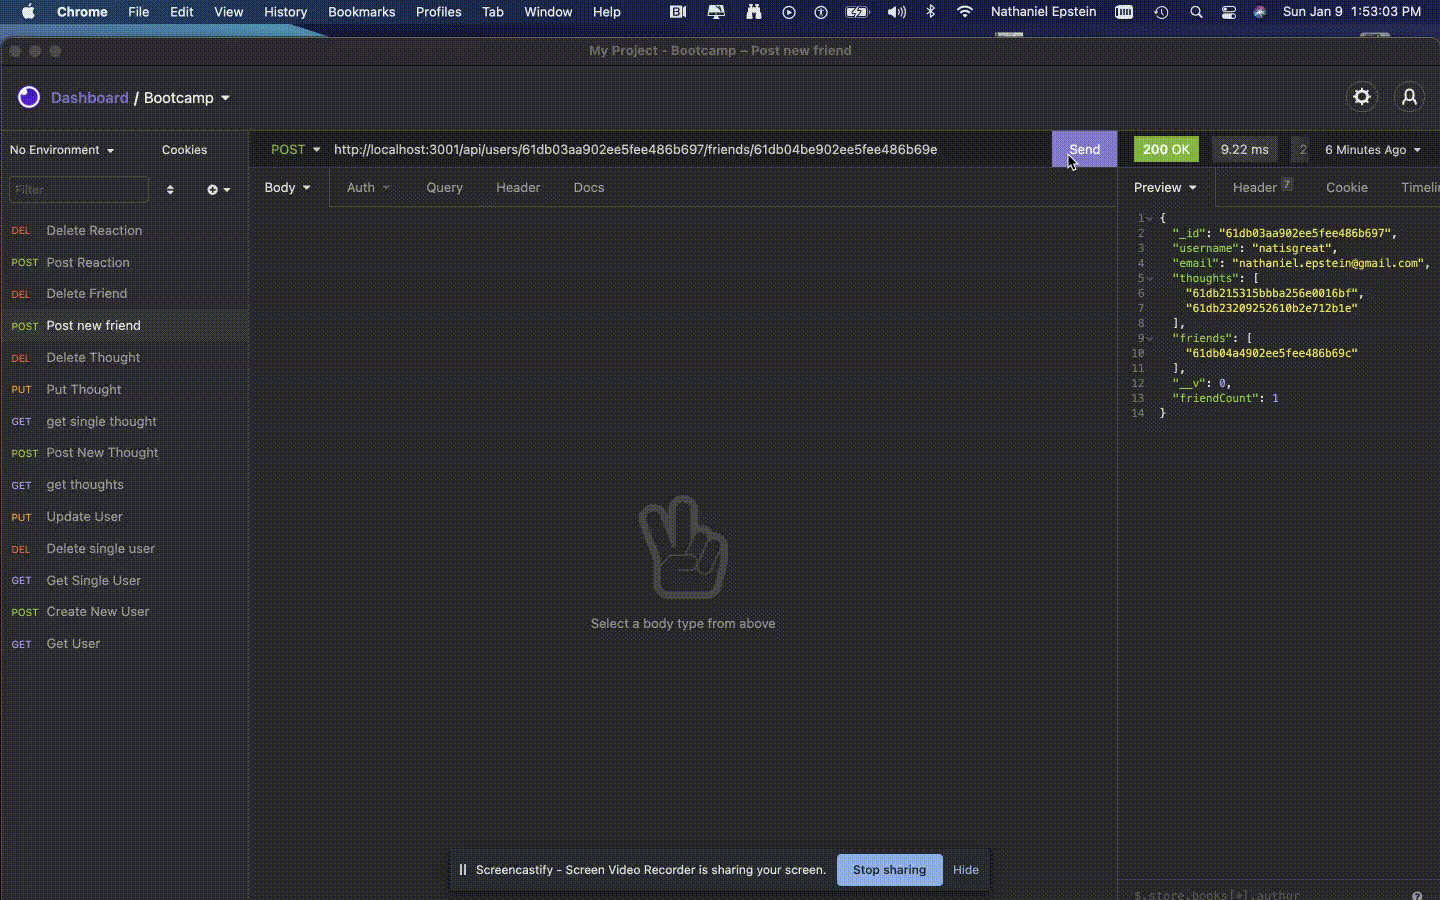 Chrome File Edit View History Bookmarks Profiles Tab Window Help Nathaniel Epstein Sun Jan 9 1:53:03 PM
My Project - Bootcamp – Post new friend
Dashboard / Bootcamp
No Environment Cookies
POST http://localhost:3001/api/users/61db03aa902ee5fee486b697/friends/61db04be902ee5fee486b69e Send
200 OK 9.22 ms 2 6 Minutes Ago
Filter
Body Auth Query Header Docs
Preview Header 7 Cookie Timelin
DEL Delete Reaction
POST Post Reaction
DEL Delete Friend
POST Post new friend
DEL Delete Thought
PUT Put Thought
GET get single thought
POST Post New Thought
GET get thoughts
PUT Update User
DEL Delete single user
GET Get Single User
POST Create New User
GET Get User
Select a body type from above
1 {
2 "_id": "61db03aa902ee5fee486b697",
3 "username": "natisgreat",
4 "email": "nathaniel.epstein@gmail.com",
5 "thoughts": [
6 "61db215315bbba256e0016bf",
7 "61db23209252610b2e712b1e"
8 ],
9 "friends": [
10 "61db04a4902ee5fee486b69c"
11 ],
12 "__v": 0,
13 "friendCount": 1
14 }
Screencastify - Screen Video Recorder is sharing your screen. Stop sharing Hide
$.store.books[*].author